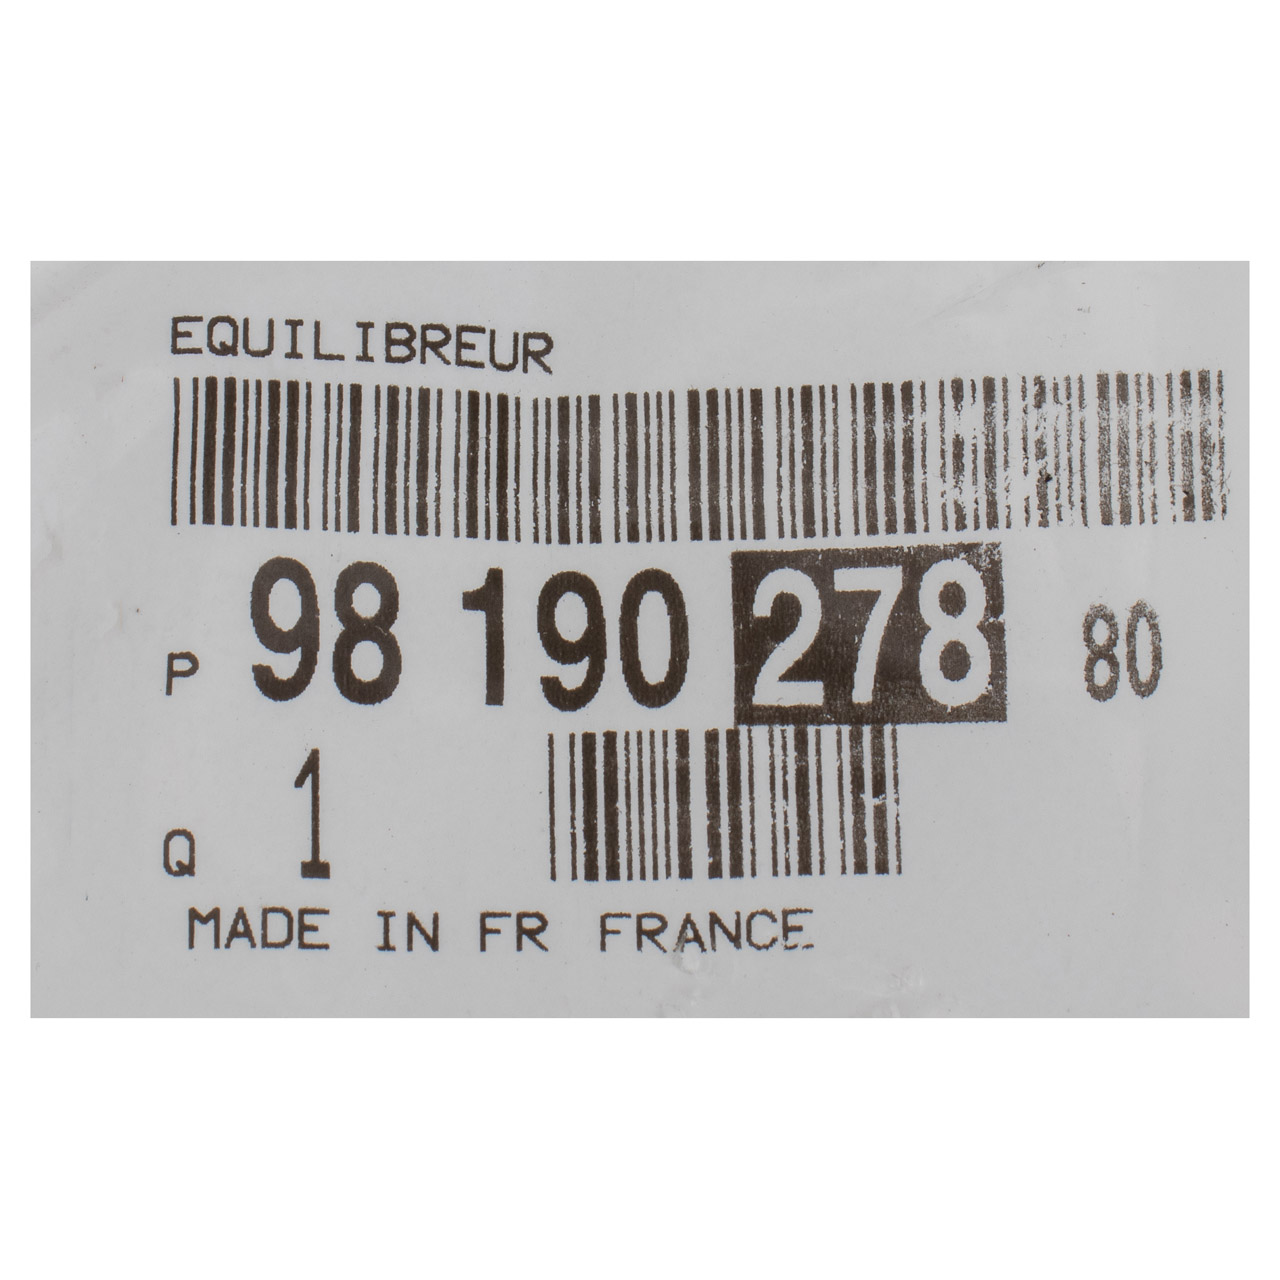 EQUILIBREUR
P 98 190 278 80
Q 1
MADE IN FR FRANCE